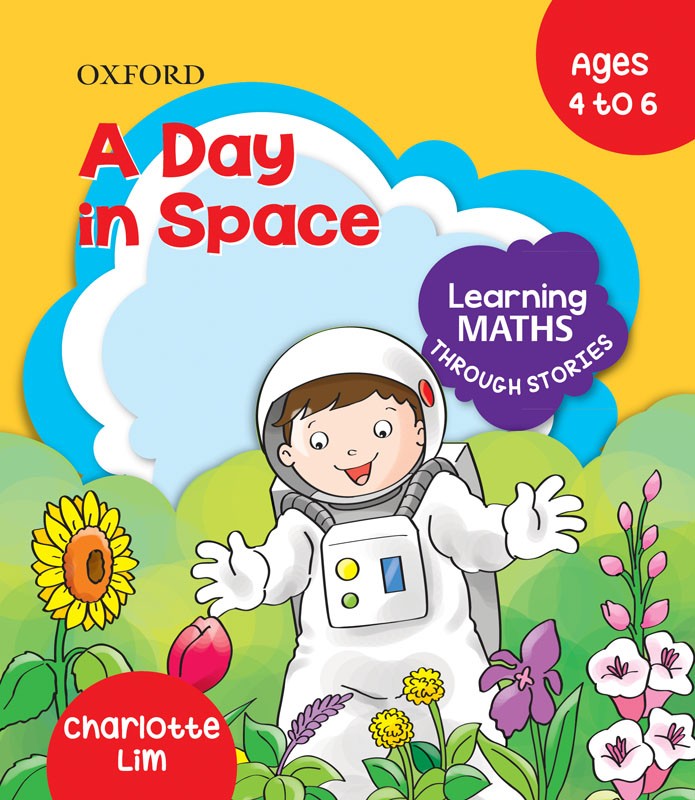 OXFORD
Ages
4 to 6
A Day
in Space
Learning
MATHS
THROUGH STORIES
Charlotte
Lim